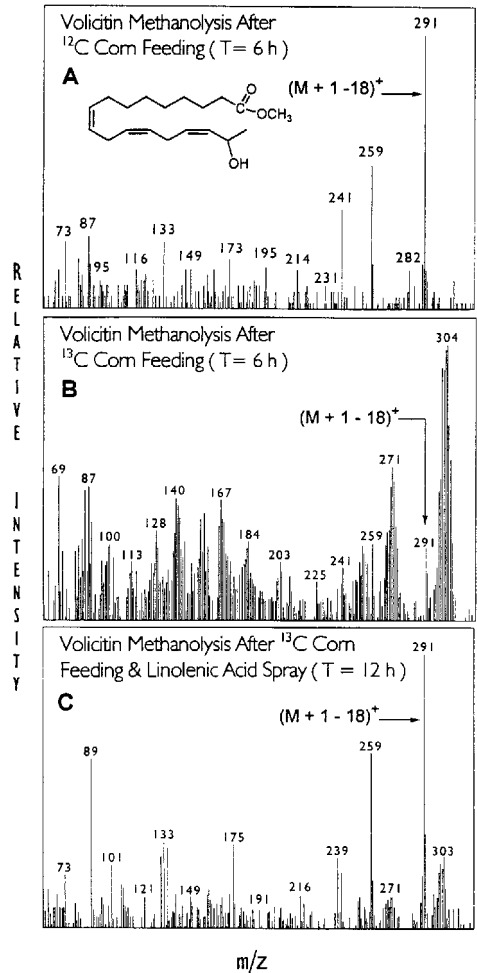 Volicitin Methanolysis After
¹²C Corn Feeding ( T= 6 h )
A
291
(M + 1 -18)⁺
O
C
O OCH₃
OH
259
241
73
87
95
116
133
149
173
195
214
231
282
RELATIVE INTENSITY
Volicitin Methanolysis After
¹³C Corn Feeding ( T= 6 h )
B
304
(M + 1 - 18)⁺
69
87
100
113
128
140
167
184
203
225
241
259
271
291
Volicitin Methanolysis After ¹³C Corn
Feeding & Linolenic Acid Spray ( T = 12 h )
C
291
(M + 1 - 18)⁺
73
89
101
121
133
149
175
191
216
239
259
271
303
m/z